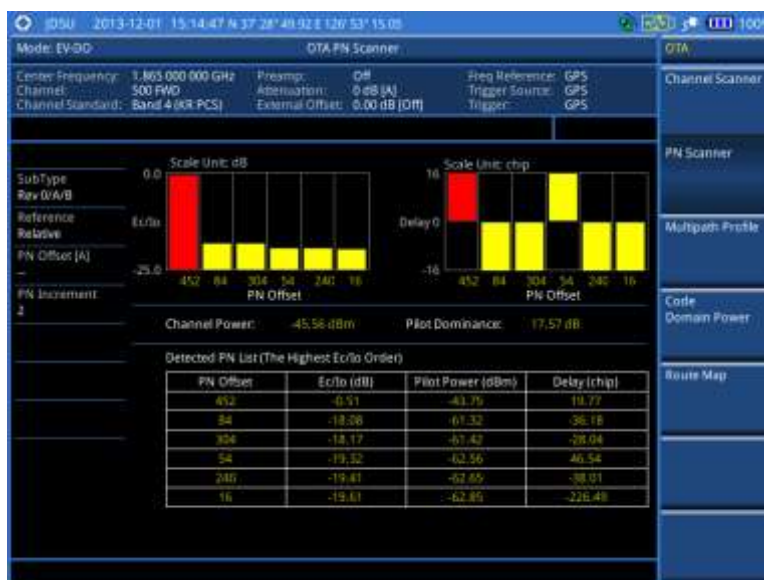 JDSU 2013-12-01 15:14:47 N 37° 28' 49.92 E 126° 53' 15.05 100%
Mode: EV-DO OTA PN Scanner
OTA
Center Frequency: 1.865 000 000 GHz Preamp: Off Freq Reference: GPS
Channel: 500 FWD Attenuation: 0 dB [A] Trigger Source: GPS
Channel Standard: Band 4 (KR PCS) External Offset: 0.00 dB [Off] Trigger: GPS
Channel Scanner
PN Scanner
Multipath Profile
Code
Domain Power
Route Map
SubType
Rev 0/A/B
Reference
Relative
PN Offset [A]
--
PN Increment
2
Scale Unit: dB
0.0
Ec/Io
-25.0
452 84 304 54 240 16
PN Offset
Scale Unit: chip
16
Delay 0
-16
452 84 304 54 240 16
PN Offset
Channel Power: -45.56 dBm Pilot Dominance: 17.57 dB
Detected PN List (The Highest Ec/Io Order)
PN Offset Ec/Io (dB) Pilot Power (dBm) Delay (chip)
452 -0.51 -43.75 19.77
84 -18.08 -61.32 -36.18
304 -18.17 -61.42 -28.04
54 -19.32 -62.56 46.54
240 -19.41 -62.65 -38.01
16 -19.61 -62.85 -226.49